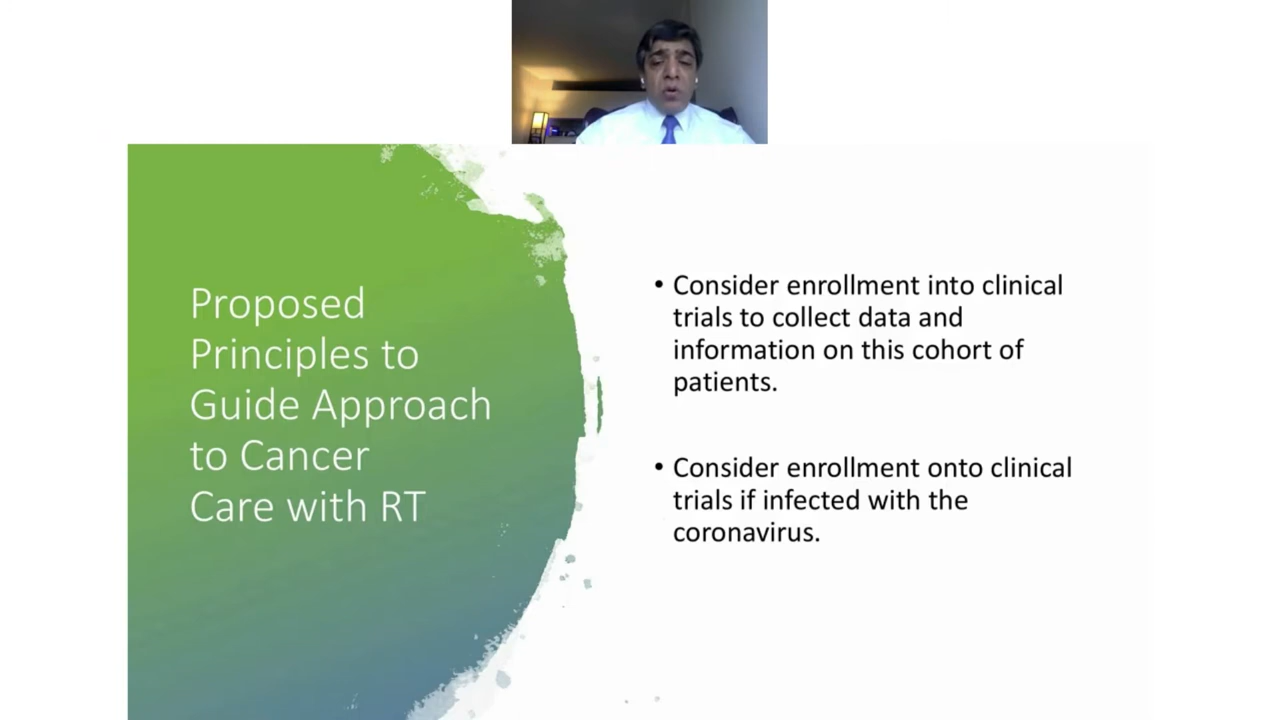 Proposed
Principles to
Guide Approach
to Cancer
Care with RT
• Consider enrollment into clinical
trials to collect data and
information on this cohort of
patients.
• Consider enrollment onto clinical
trials if infected with the
coronavirus.